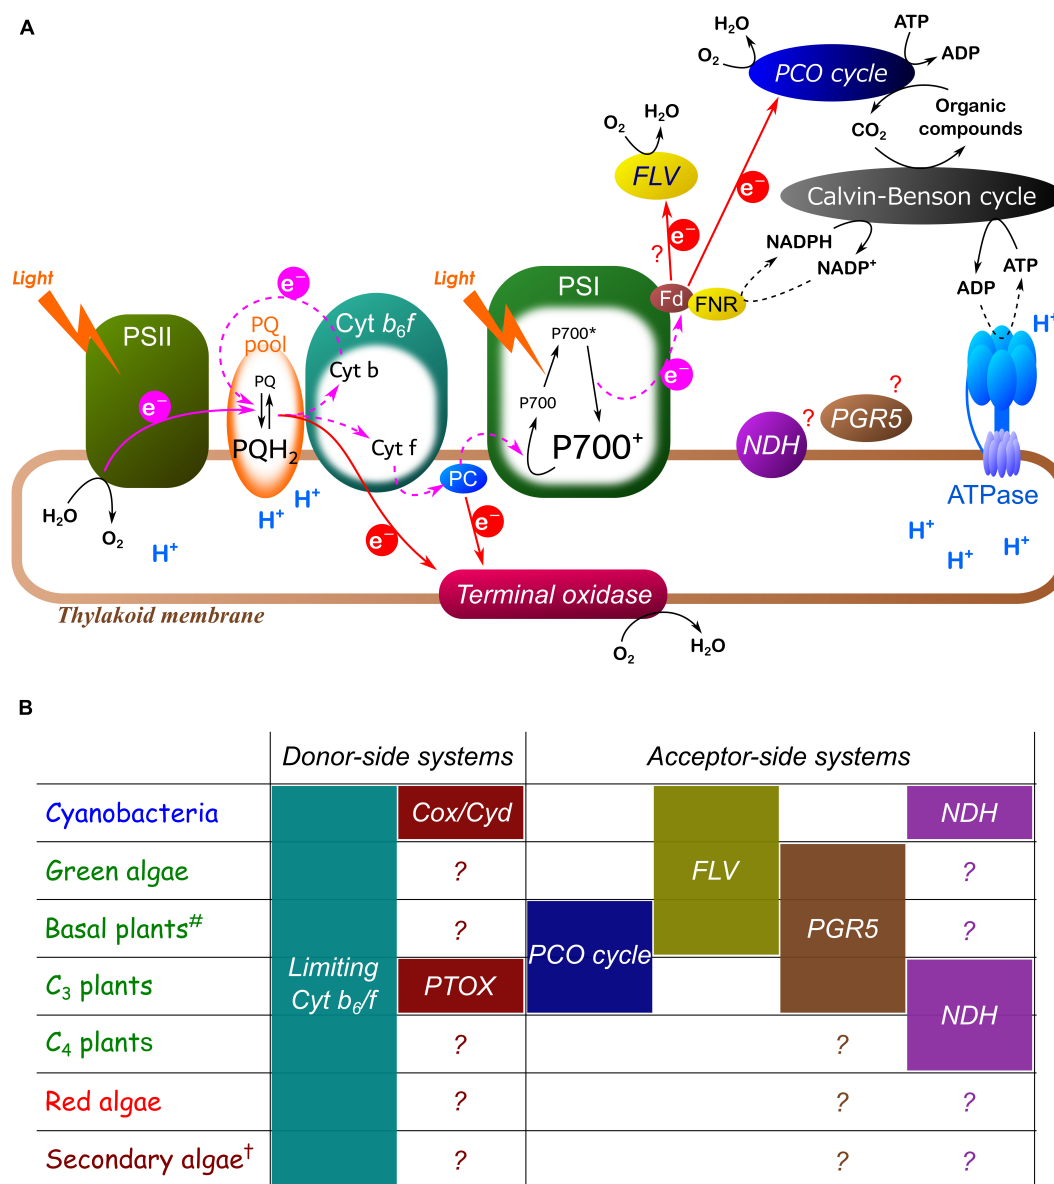 A
H₂O
O₂
PCO cycle
ATP
ADP
Organic
compounds
CO₂
O₂
H₂O
FLV
e⁻
Calvin-Benson cycle
?
e⁻
NADPH
NADP⁺
ADP
ATP
Light
PSII
e⁻
PQ
pool
Cyt b₆f
Light
PSI
Fd
FNR
H⁺
P700*
P700
P700⁺
e⁻
e⁻
PQ
PQH₂
Cyt b
Cyt f
PC
NDH
?
PGR5
?
ATPase
H₂O
O₂
H⁺
H⁺
H⁺
e⁻
e⁻
H⁺
H⁺
H⁺
Terminal oxidase
Thylakoid membrane
O₂
H₂O
B
Donor-side systems
Acceptor-side systems
Cyanobacteria
Cox/Cyd
NDH
Green algae
?
FLV
?
Basal plants#
?
PCO cycle
PGR5
?
C₃ plants
Limiting
Cyt b₆/f
PTOX
NDH
C₄ plants
?
?
Red algae
?
?
?
Secondary algae†
?
?
?